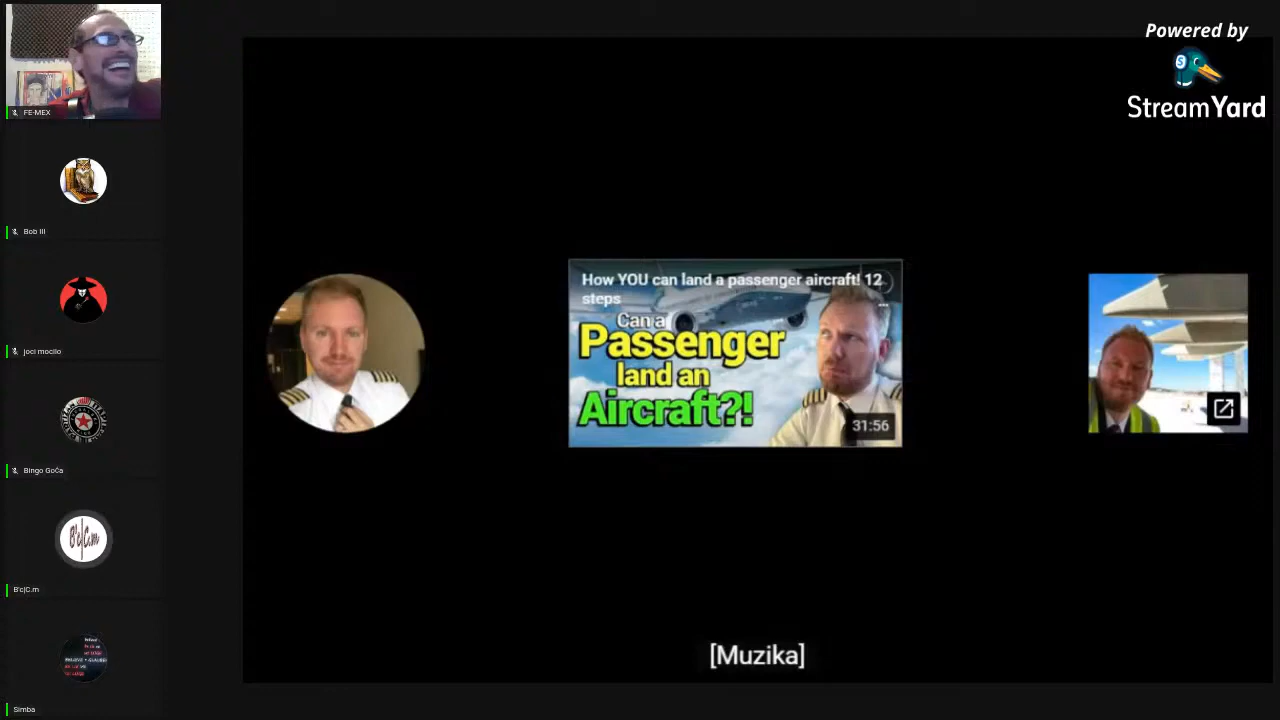 Powered by
StreamYard
FE-MEX
Bob III
joci mocilo
Bingo Goča
B'c|C.m
B'c|C.m
Simba
How YOU can land a passenger aircraft! 12
steps
Can a
Passenger
land an
Aircraft?!
31:56
[Muzika]